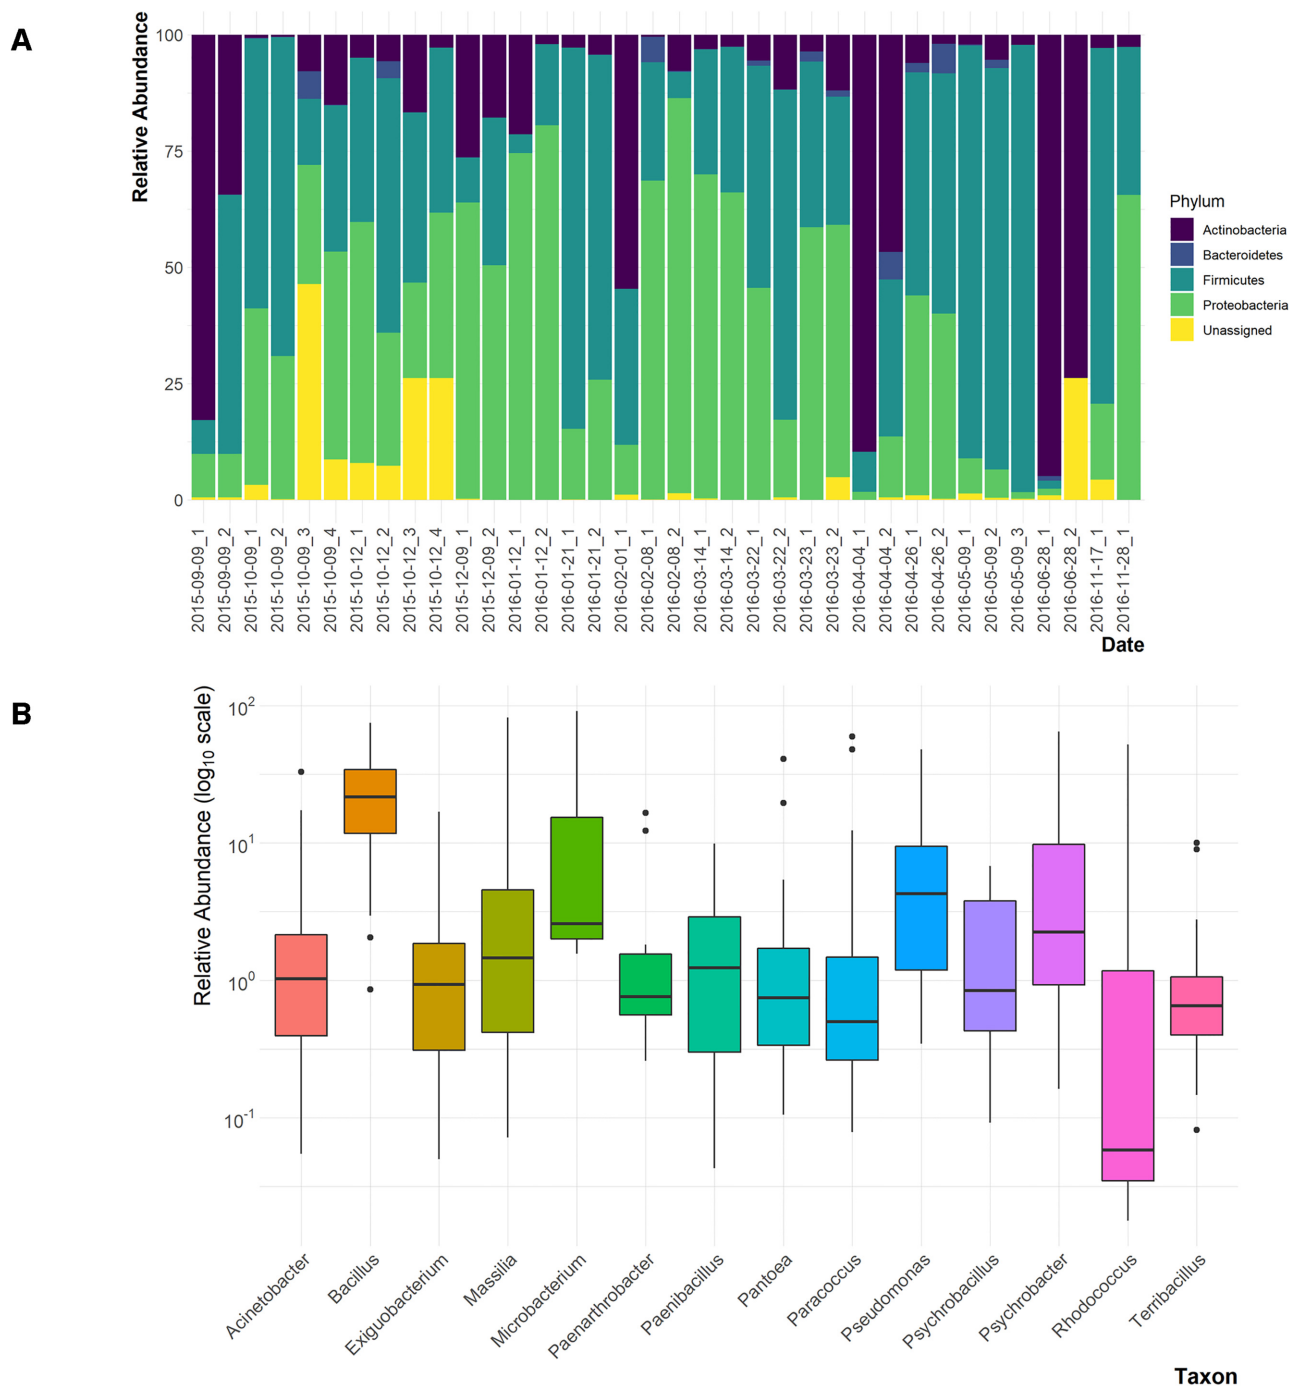 A
Relative Abundance
100
75
50
25
0
2015-09-09_1
2015-09-09_2
2015-10-09_1
2015-10-09_2
2015-10-09_3
2015-10-09_4
2015-10-12_1
2015-10-12_2
2015-10-12_3
2015-10-12_4
2015-12-09_1
2015-12-09_2
2016-01-12_1
2016-01-12_2
2016-01-21_1
2016-01-21_2
2016-02-01_1
2016-02-08_1
2016-02-08_2
2016-03-14_1
2016-03-14_2
2016-03-22_1
2016-03-22_2
2016-03-23_1
2016-03-23_2
2016-04-04_1
2016-04-04_2
2016-04-26_1
2016-04-26_2
2016-05-09_1
2016-05-09_2
2016-05-09_3
2016-06-28_1
2016-06-28_2
2016-11-17_1
2016-11-28_1
Date
Phylum
Actinobacteria
Bacteroidetes
Firmicutes
Proteobacteria
Unassigned
B
Relative Abundance (log10 scale)
10^2
10^1
10^0
10^-1
Acinetobacter
Bacillus
Exiguobacterium
Massilia
Microbacterium
Paenarthrobacter
Paenibacillus
Pantoea
Paracoccus
Pseudomonas
Psychrobacillus
Psychrobacter
Rhodococcus
Terribacillus
Taxon